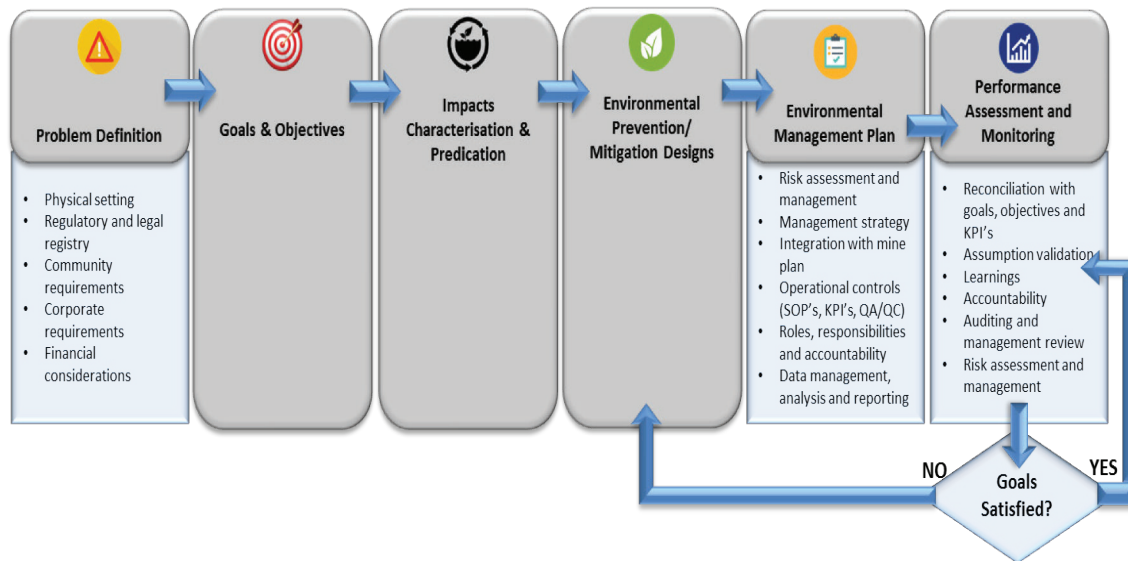 Problem Definition
• Physical setting
• Regulatory and legal
registry
• Community
requirements
• Corporate
requirements
• Financial
considerations
Goals & Objectives
Impacts
Characterisation &
Predication
Environmental
Prevention/
Mitigation Designs
Environmental
Management Plan
• Risk assessment and
management
• Management strategy
• Integration with mine
plan
• Operational controls
(SOP's, KPI's, QA/QC)
• Roles, responsibilities
and accountability
• Data management,
analysis and reporting
Performance
Assessment and
Monitoring
• Reconciliation with
goals, objectives and
KPI's
• Assumption validation
• Learnings
• Accountability
• Auditing and
management review
• Risk assessment and
management
NO
YES
Goals
Satisfied?